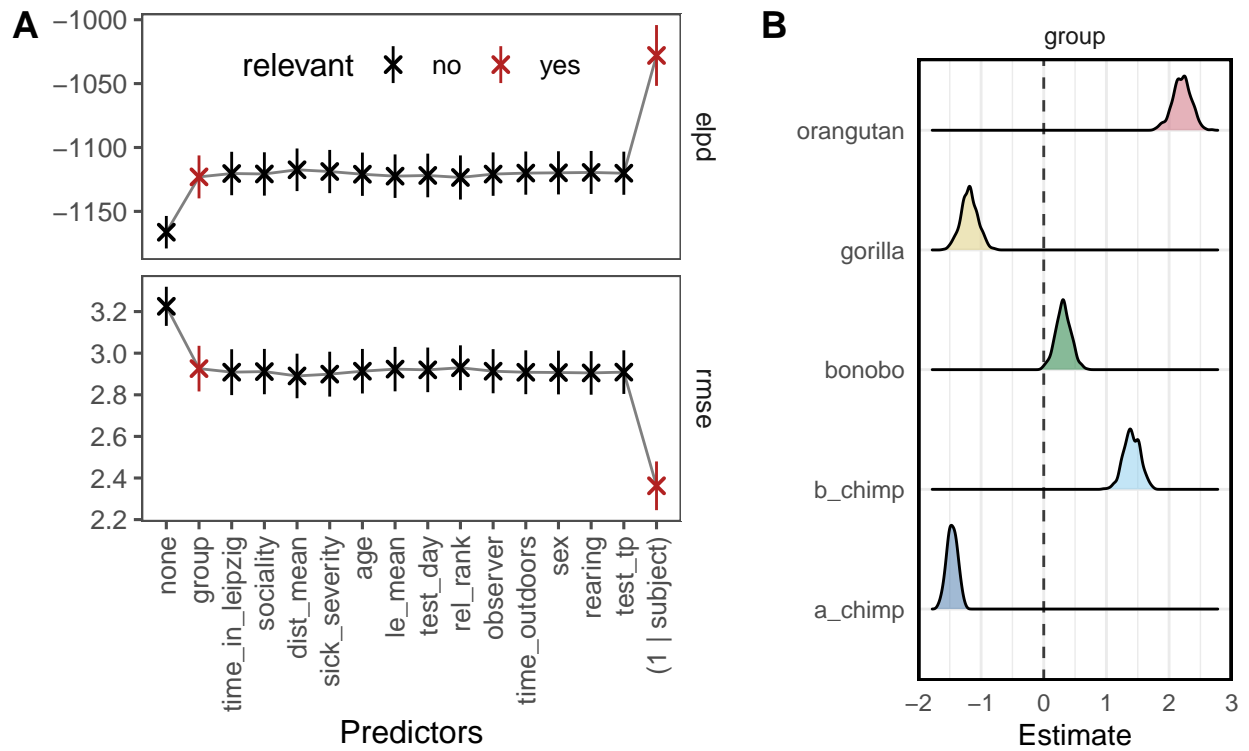 A
relevant no yes
−1000
−1050
−1100
−1150
elpd
3.2
3.0
2.8
2.6
2.4
2.2
rmse
none
group
time_in_leipzig
sociality
dist_mean
sick_severity
age
le_mean
test_day
rel_rank
observer
time_outdoors
sex
rearing
test_tp
(1 | subject)
Predictors
B
group
orangutan
gorilla
bonobo
b_chimp
a_chimp
−2 −1 0 1 2 3
Estimate